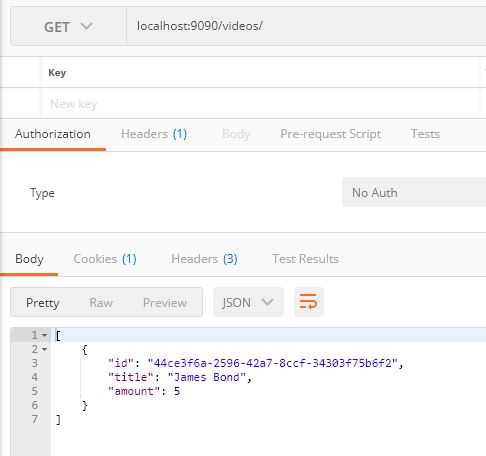 GET localhost:9090/videos/
Key
New key
Authorization Headers (1) Body Pre-request Script Tests
Type No Auth
Body Cookies (1) Headers (3) Test Results
Pretty Raw Preview JSON
1 [
2 {
3 "id": "44ce3f6a-2596-42a7-8ccf-34303f75b6f2",
4 "title": "James Bond",
5 "amount": 5
6 }
7 ]